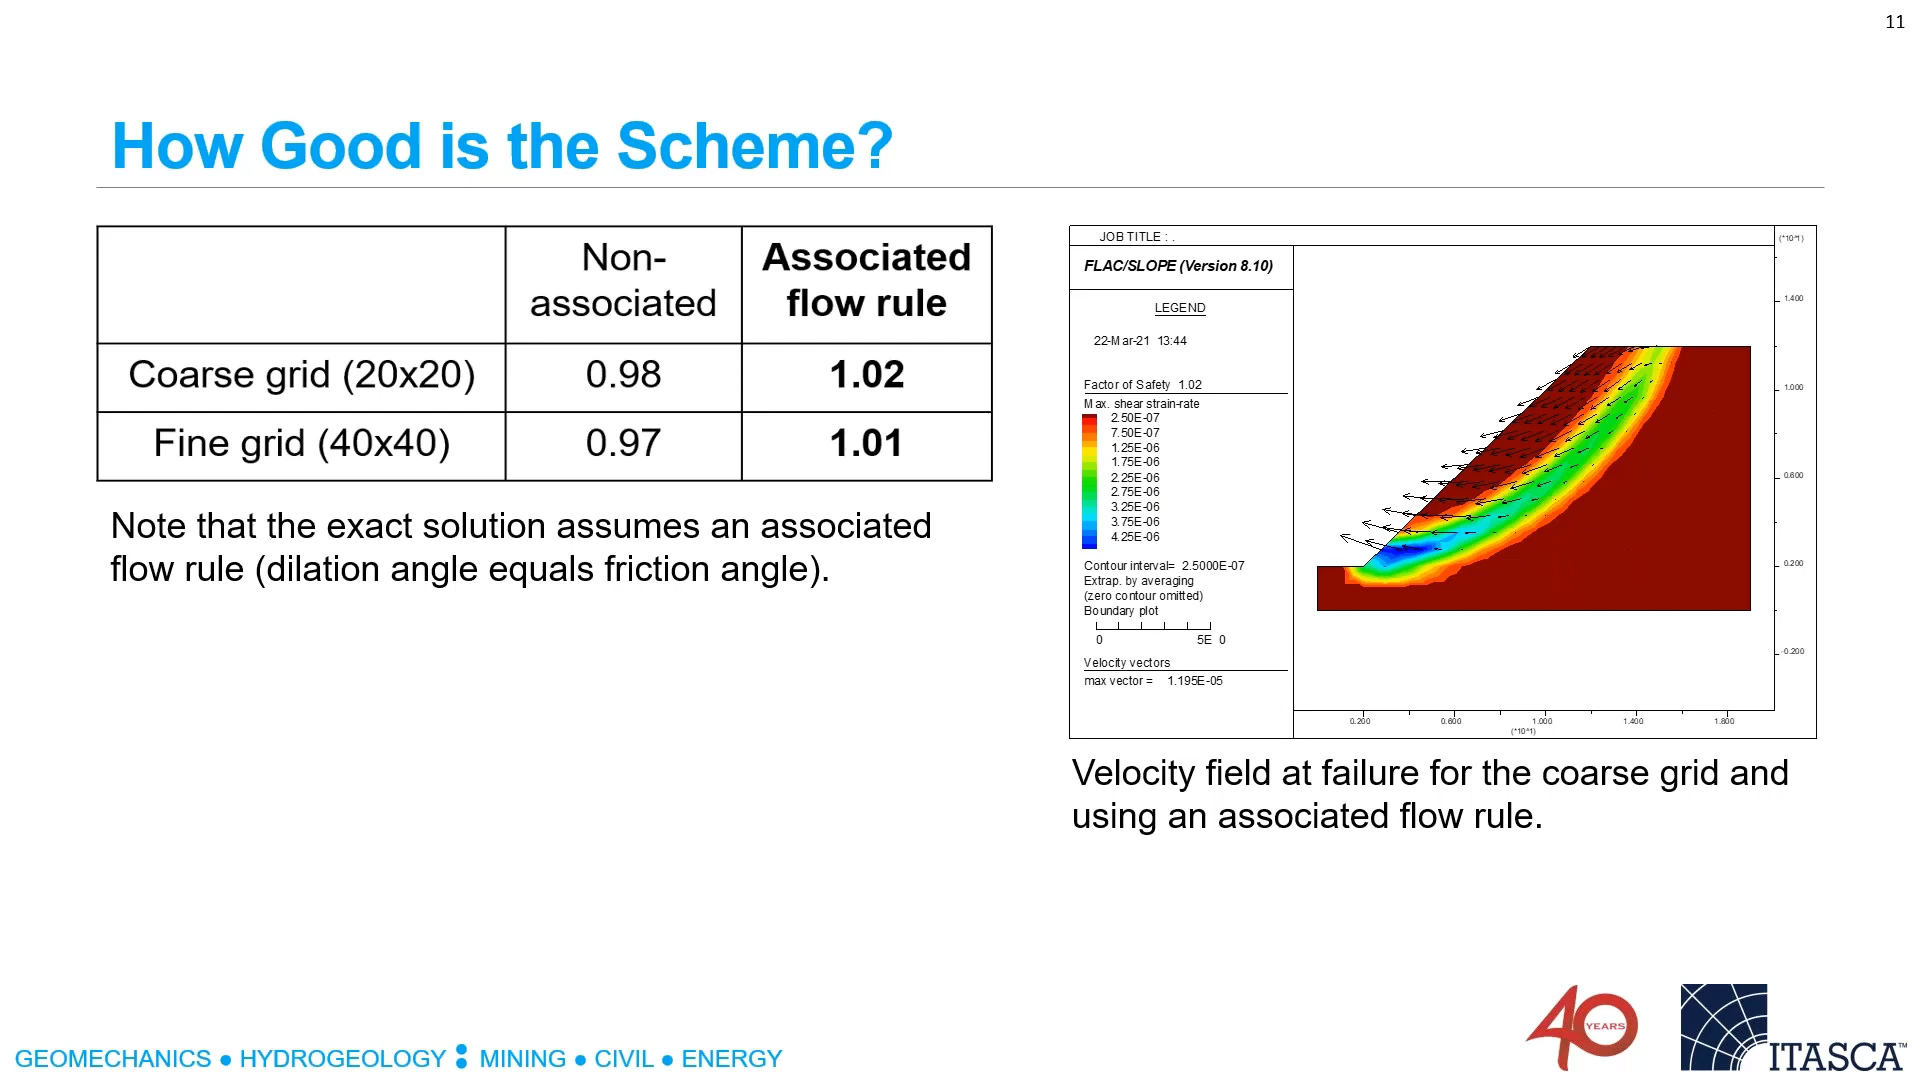 11
How Good is the Scheme?
Non-
associated
Associated
flow rule
Coarse grid (20x20)
0.98
1.02
Fine grid (40x40)
0.97
1.01
Note that the exact solution assumes an associated
flow rule (dilation angle equals friction angle).
JOB TITLE : .
FLAC/SLOPE (Version 8.10)
LEGEND
22-Mar-21 13:44
Factor of Safety 1.02
Max. shear strain-rate
2.50E-07
7.50E-07
1.25E-06
1.75E-06
2.25E-06
2.75E-06
3.25E-06
3.75E-06
4.25E-06
Contour interval= 2.5000E-07
Extrap. by averaging
(zero contour omitted)
Boundary plot
0 5E 0
Velocity vectors
max vector = 1.195E-05
(*10^1)
1.400
1.000
0.600
0.200
-0.200
0.200 0.600 1.000 1.400 1.800
(*10^1)
Velocity field at failure for the coarse grid and
using an associated flow rule.
GEOMECHANICS ● HYDROGEOLOGY : MINING ● CIVIL ● ENERGY
40 YEARS
ITASCA™